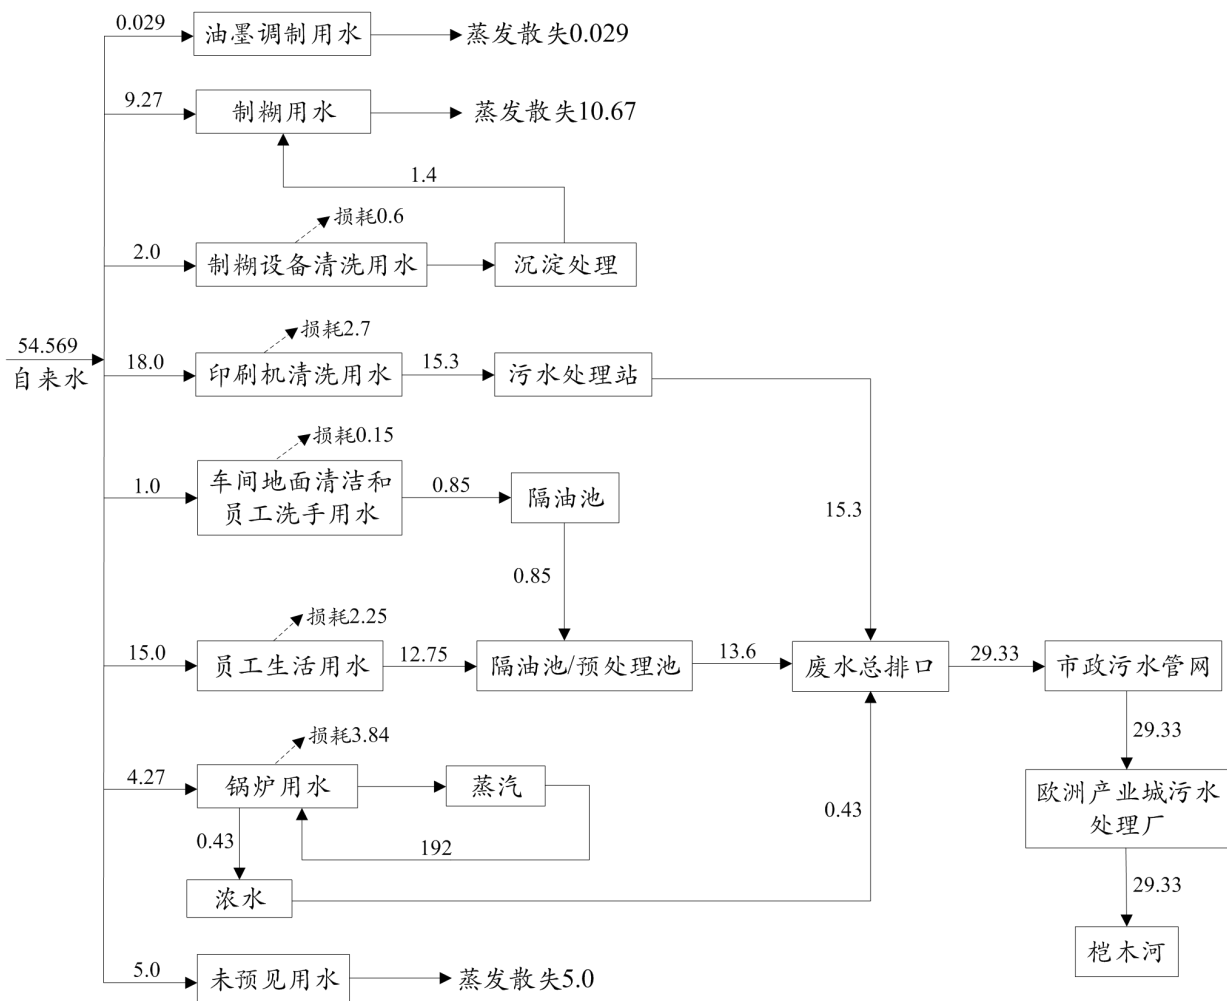 0.029
油墨调制用水
蒸发散失0.029
9.27
制糊用水
蒸发散失10.67
1.4
损耗0.6
2.0
制糊设备清洗用水
沉淀处理
54.569
自来水
损耗2.7
18.0
印刷机清洗用水
15.3
污水处理站
损耗0.15
1.0
车间地面清洁和
员工洗手用水
0.85
隔油池
15.3
0.85
损耗2.25
15.0
员工生活用水
12.75
隔油池/预处理池
13.6
废水总排口
29.33
市政污水管网
29.33
损耗3.84
4.27
锅炉用水
蒸汽
0.43
192
0.43
浓水
欧洲产业城污水
处理厂
29.33
桤木河
5.0
未预见用水
蒸发散失5.0